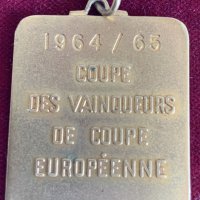 1964/65
COUPE
DES VAINQUEURS
DE COUPE
EUROPÉENNE